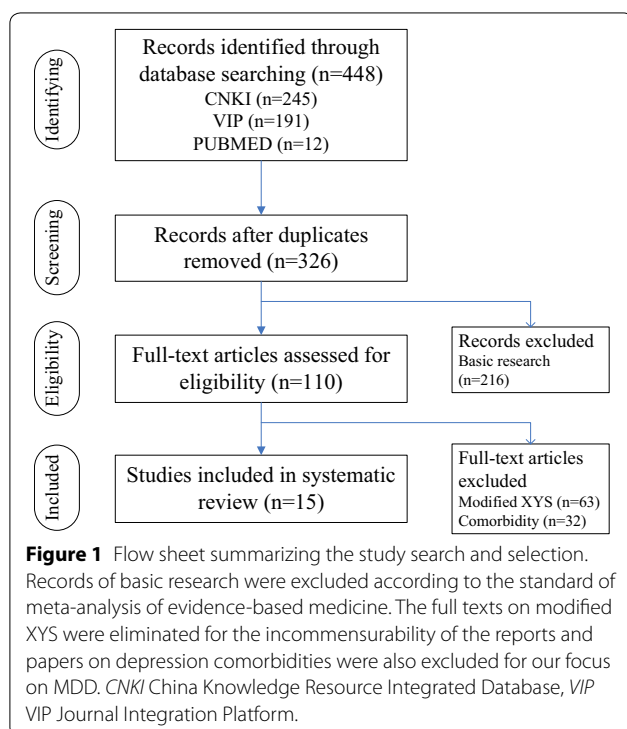 Identifying
Records identified through
database searching (n=448)
CNKI (n=245)
VIP (n=191)
PUBMED (n=12)
Screening
Records after duplicates
removed (n=326)
Eligibility
Full-text articles assessed for
eligibility (n=110)
Records excluded
Basic research
(n=216)
Included
Studies included in systematic
review (n=15)
Full-text articles
excluded
Modified XYS (n=63)
Comorbidity (n=32)
Figure 1 Flow sheet summarizing the study search and selection.
Records of basic research were excluded according to the standard of
meta-analysis of evidence-based medicine. The full texts on modified
XYS were eliminated for the incommensurability of the reports and
papers on depression comorbidities were also excluded for our focus
on MDD. CNKI China Knowledge Resource Integrated Database, VIP
VIP Journal Integration Platform.